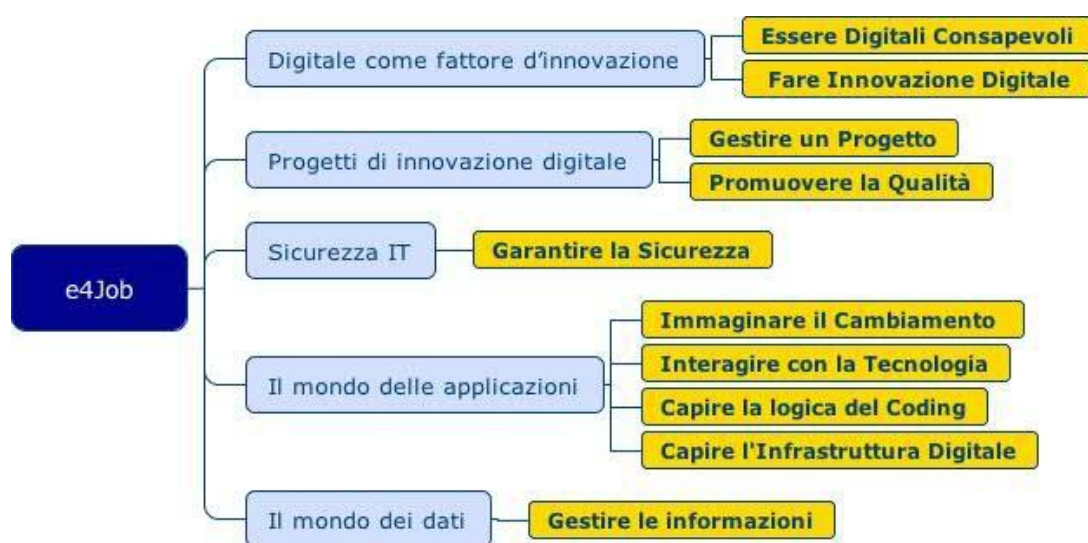 Essere Digitali Consapevoli
Digitale come fattore d’innovazione
Fare Innovazione Digitale
Gestire un Progetto
Progetti di innovazione digitale
Promuovere la Qualità
Sicurezza IT
Garantire la Sicurezza
e4Job
Immaginare il Cambiamento
Interagire con la Tecnologia
Il mondo delle applicazioni
Capire la logica del Coding
Capire l'Infrastruttura Digitale
Il mondo dei dati
Gestire le informazioni